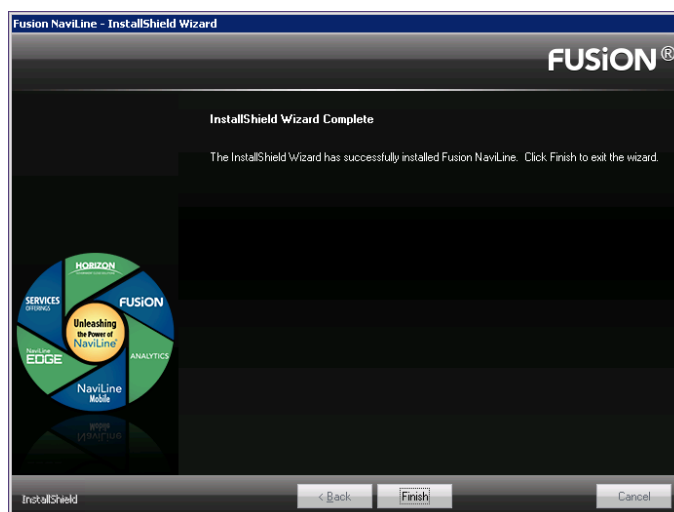 Fusion NaviLine - InstallShield Wizard
FUSiON®
InstallShield Wizard Complete
The InstallShield Wizard has successfully installed Fusion NaviLine. Click Finish to exit the wizard.
HORIZON
SERVICES
OFFERINGS
FUSiON
Unleashing
the Power of
NaviLine®
NaviLine
EDGE
ANALYTICS
NaviLine
Mobile
InstallShield
< Back
Finish
Cancel